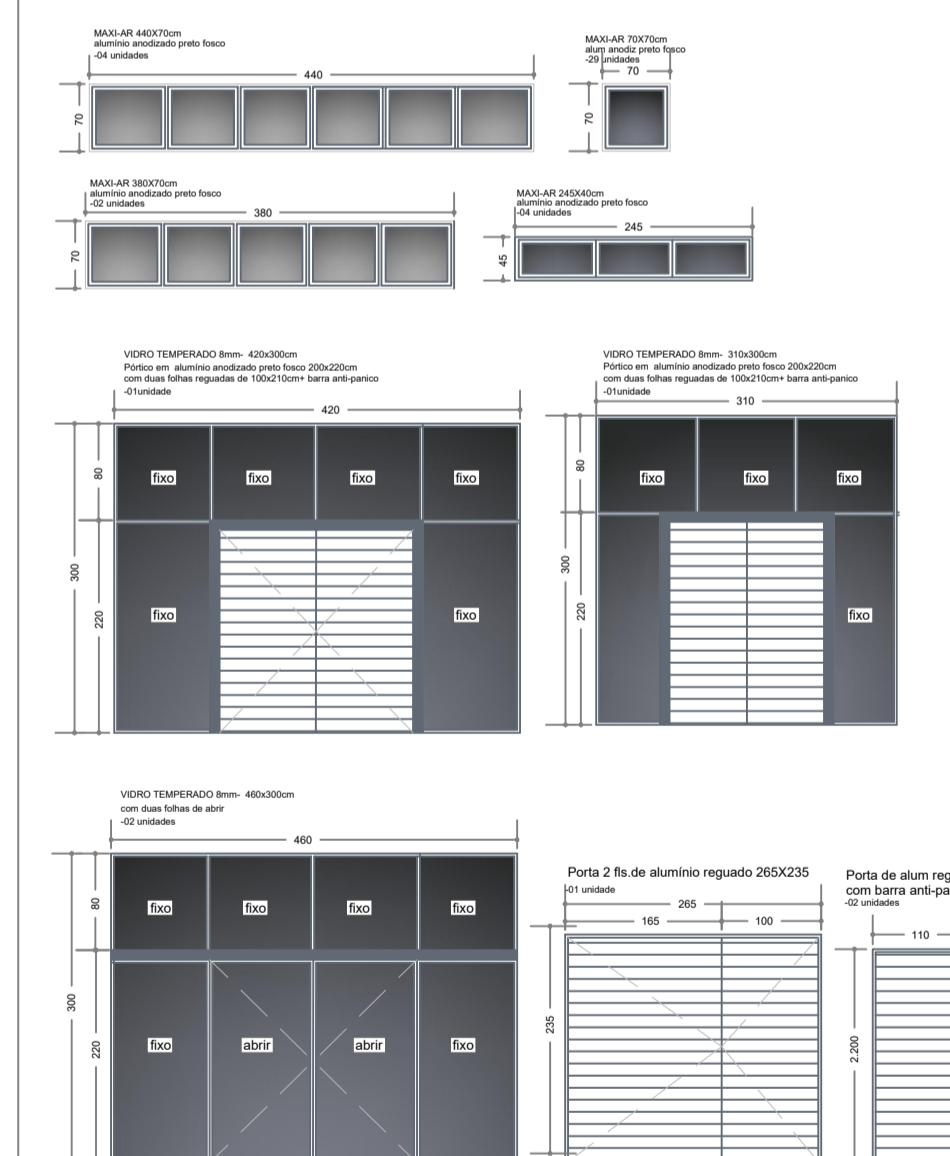 MAXI-AR 440X70cm
alumínio anodizado preto fosco
-04 unidades
440
70
MAXI-AR 70X70cm
alum anodiz preto fosco
-29 unidades
70
70
MAXI-AR 380X70cm
alumínio anodizado preto fosco
-02 unidades
380
70
MAXI-AR 245X40cm
alumínio anodizado preto fosco
-04 unidades
245
45
VIDRO TEMPERADO 8mm- 420x300cm
Pórtico em alumínio anodizado preto fosco 200x220cm
com duas folhas reguadas de 100x210cm+ barra anti-panico
-01unidade
420
80
300
220
fixo
fixo
fixo
fixo
fixo
fixo
VIDRO TEMPERADO 8mm- 310x300cm
Pórtico em alumínio anodizado preto fosco 200x220cm
com duas folhas reguadas de 100x210cm+ barra anti-panico
-01unidade
310
80
300
220
fixo
fixo
fixo
fixo
VIDRO TEMPERADO 8mm- 460x300cm
com duas folhas de abrir
-02 unidades
460
80
300
220
fixo
fixo
fixo
fixo
fixo
abrir
abrir
fixo
Porta 2 fls.de alumínio reguado 265X235
-01 unidade
265
165
100
235
Porta de alum reg
com barra anti-pa
-02 unidades
110
2.200